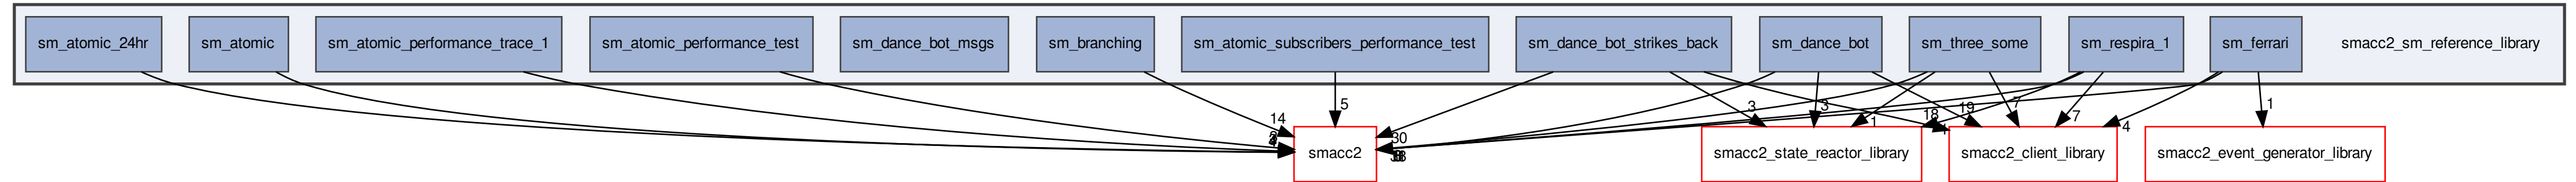 sm_atomic_24hr
sm_atomic
sm_atomic_performance_trace_1
sm_atomic_performance_test
sm_dance_bot_msgs
sm_branching
sm_atomic_subscribers_performance_test
sm_dance_bot_strikes_back
sm_dance_bot
sm_three_some
sm_respira_1
sm_ferrari
smacc2_sm_reference_library
5
3
3
19
7
1
14
18
1
7
4
30
smacc2
smacc2_state_reactor_library
smacc2_client_library
smacc2_event_generator_library